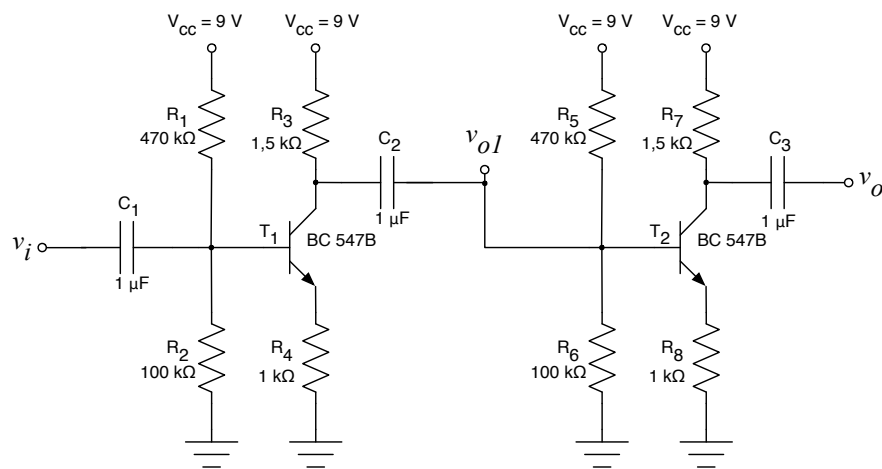 V_cc = 9 V
V_cc = 9 V
V_cc = 9 V
V_cc = 9 V
R_1
470 kΩ
R_3
1,5 kΩ
C_2
1 µF
v_o1
R_5
470 kΩ
R_7
1,5 kΩ
C_3
1 µF
v_o
C_1
1 µF
v_i
T_1
BC 547B
T_2
BC 547B
R_2
100 kΩ
R_4
1 kΩ
R_6
100 kΩ
R_8
1 kΩ